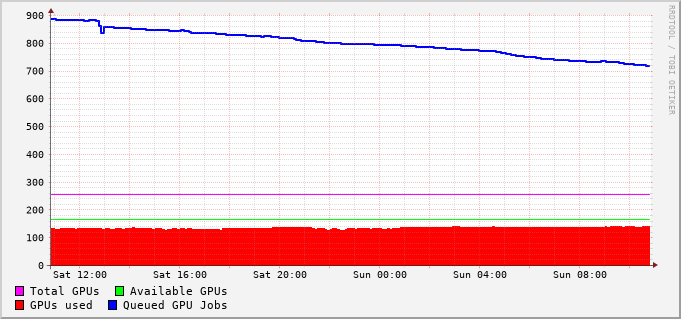 900
800
700
600
500
400
300
200
100
0
Sat 12:00 Sat 16:00 Sat 20:00 Sun 00:00 Sun 04:00 Sun 08:00
Total GPUs Available GPUs
GPUs used Queued GPU Jobs
RRDTOOL / TOBI OETIKER